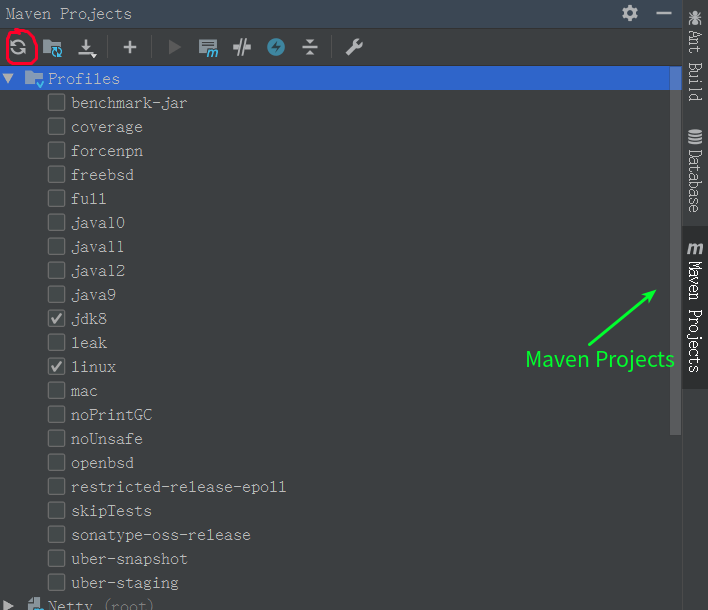 Maven Projects
Profiles
benchmark-jar
coverage
forcenpn
freebsd
full
java10
java11
java12
java9
jdk8
leak
linux
mac
noPrintGC
noUnsafe
openbsd
restricted-release-epoll
skipTests
sonatype-oss-release
uber-snapshot
uber-staging
Netty (root)
Maven Projects
Ant Build
Database
m Maven Projects